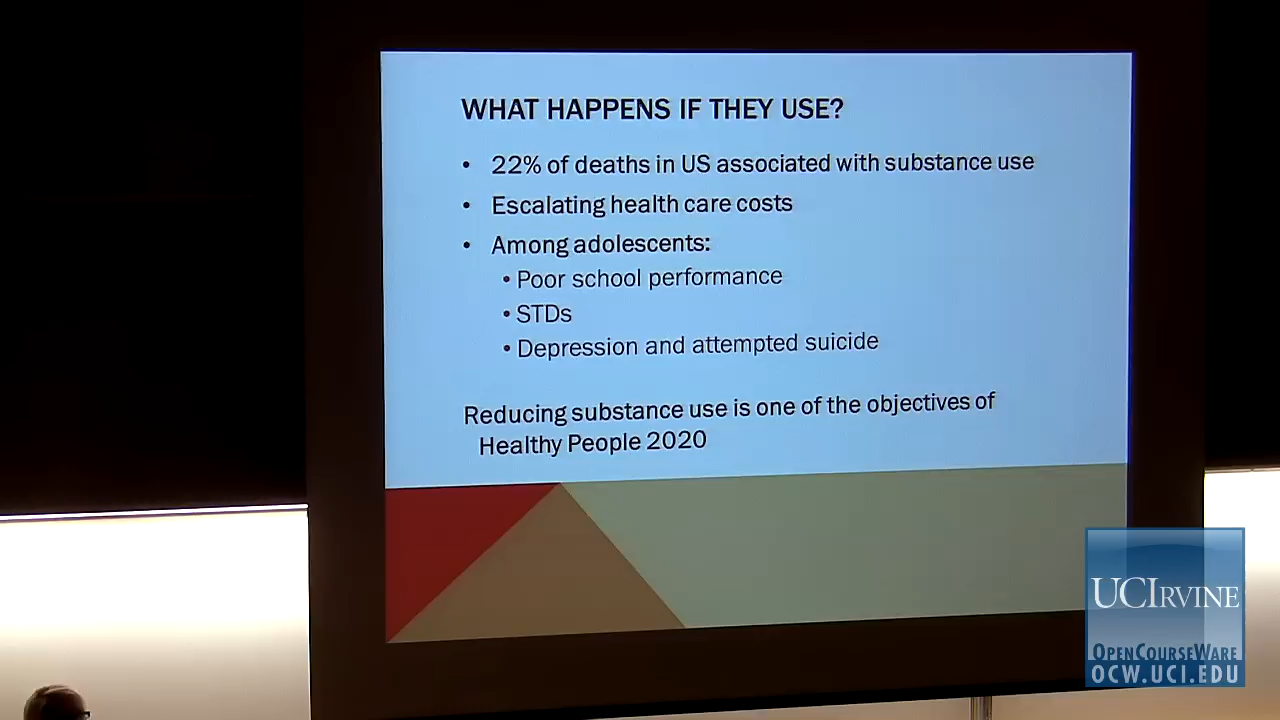 WHAT HAPPENS IF THEY USE?
• 22% of deaths in US associated with substance use
• Escalating health care costs
• Among adolescents:
• Poor school performance
• STDs
• Depression and attempted suicide
Reducing substance use is one of the objectives of
Healthy People 2020
UCIRVINE
OPENCOURSEWARE
OCW.UCI.EDU